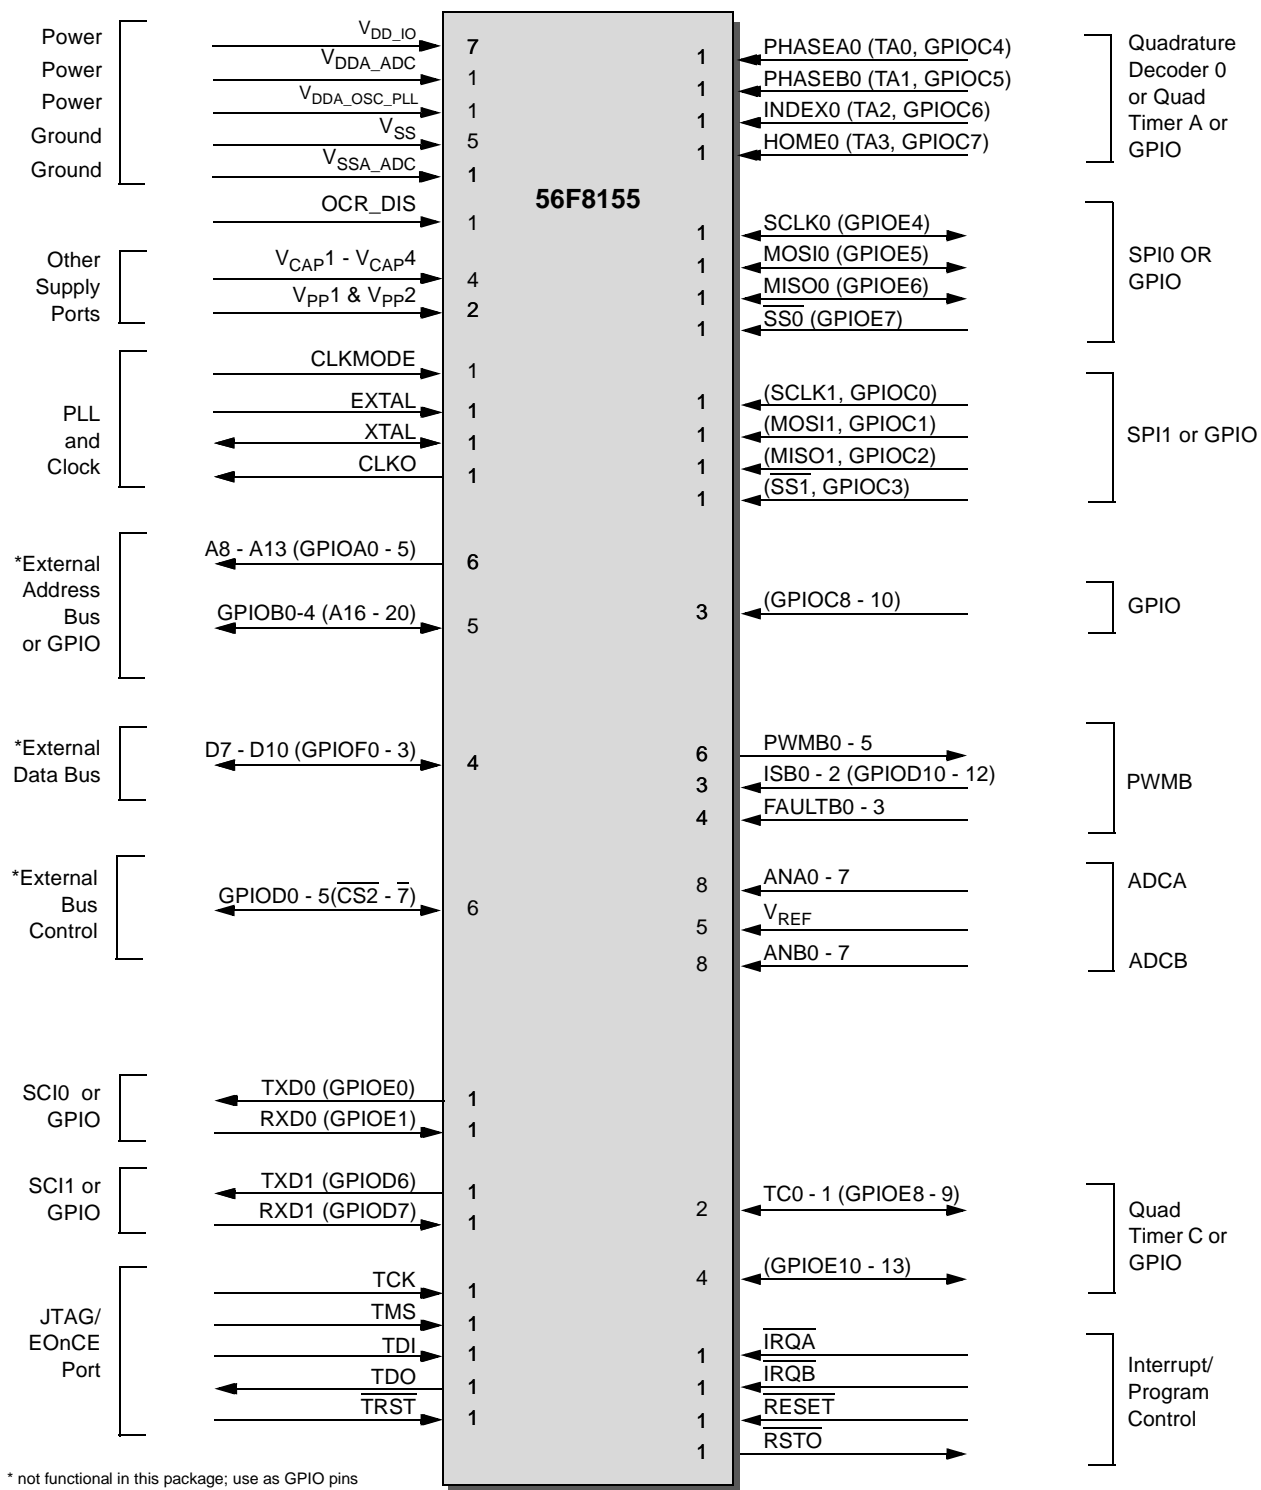 Power
V_DD_IO
7
Power
V_DDA_ADC
1
Power
V_DDA_OSC_PLL
1
Ground
V_SS
5
Ground
V_SSA_ADC
1
OCR_DIS
1
Other
Supply
Ports
V_CAP1 - V_CAP4
4
V_PP1 & V_PP2
2
PLL
and
Clock
CLKMODE
1
EXTAL
1
XTAL
1
CLKO
1
*External
Address
Bus
or GPIO
A8 - A13 (GPIOA0 - 5)
6
GPIOB0-4 (A16 - 20)
5
*External
Data Bus
D7 - D10 (GPIOF0 - 3)
4
*External
Bus
Control
GPIOD0 - 5(C̅S̅2̅ - 7̅)
6
SCI0 or
GPIO
TXD0 (GPIOE0)
1
RXD0 (GPIOE1)
1
SCI1 or
GPIO
TXD1 (GPIOD6)
1
RXD1 (GPIOD7)
1
JTAG/
EOnCE
Port
TCK
1
TMS
1
TDI
1
TDO
1
T̅R̅S̅T̅
1
56F8155
1
PHASEA0 (TA0, GPIOC4)
1
PHASEB0 (TA1, GPIOC5)
1
INDEX0 (TA2, GPIOC6)
1
HOME0 (TA3, GPIOC7)
Quadrature
Decoder 0
or Quad
Timer A or
GPIO
1
SCLK0 (GPIOE4)
1
MOSI0 (GPIOE5)
1
MISO0 (GPIOE6)
1
S̅S̅0̅ (GPIOE7)
SPI0 OR
GPIO
1
(SCLK1, GPIOC0)
1
(MOSI1, GPIOC1)
1
(MISO1, GPIOC2)
1
(S̅S̅1̅, GPIOC3)
SPI1 or GPIO
3
(GPIOC8 - 10)
GPIO
6
PWMB0 - 5
3
ISB0 - 2 (GPIOD10 - 12)
4
FAULTB0 - 3
PWMB
8
ANA0 - 7
ADCA
5
V_REF
8
ANB0 - 7
ADCB
2
TC0 - 1 (GPIOE8 - 9)
4
(GPIOE10 - 13)
Quad
Timer C or
GPIO
1
I̅R̅Q̅A̅
1
I̅R̅Q̅B̅
1
R̅E̅S̅E̅T̅
1
R̅S̅T̅O̅
Interrupt/
Program
Control
* not functional in this package; use as GPIO pins